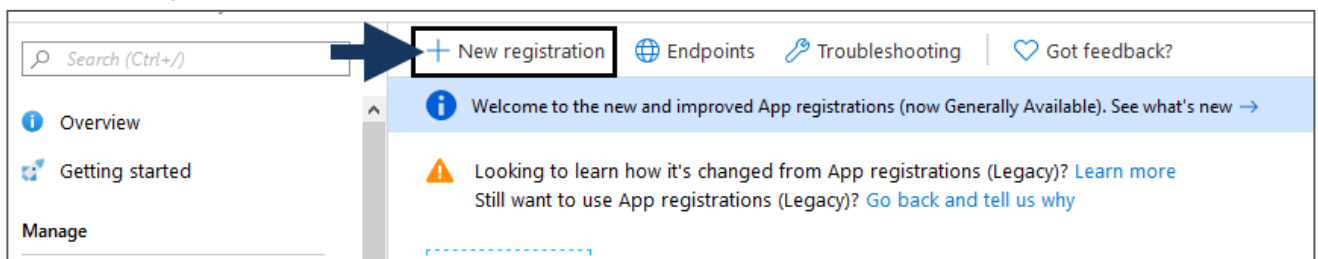 Search (Ctrl+/)
New registration
Endpoints
Troubleshooting
Got feedback?
Welcome to the new and improved App registrations (now Generally Available). See what's new →
Overview
Getting started
Looking to learn how it's changed from App registrations (Legacy)? Learn more
Still want to use App registrations (Legacy)? Go back and tell us why
Manage